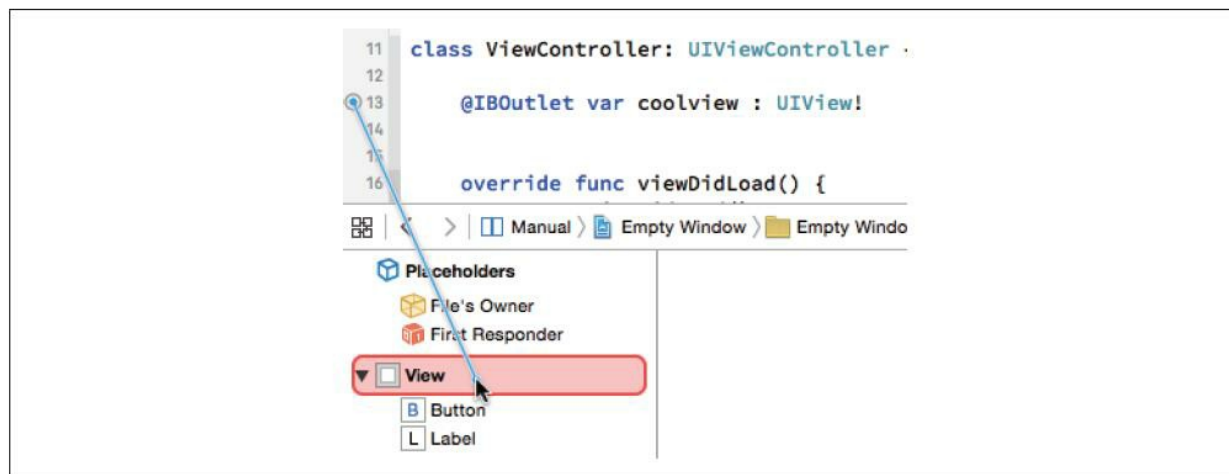 11 class ViewController: UIViewController
12
13 @IBOutlet var coolview : UIView!
14
15
16 override func viewDidLoad() {
Manual Empty Window Empty Windo
Placeholders
File's Owner
First Responder
View
B Button
L Label